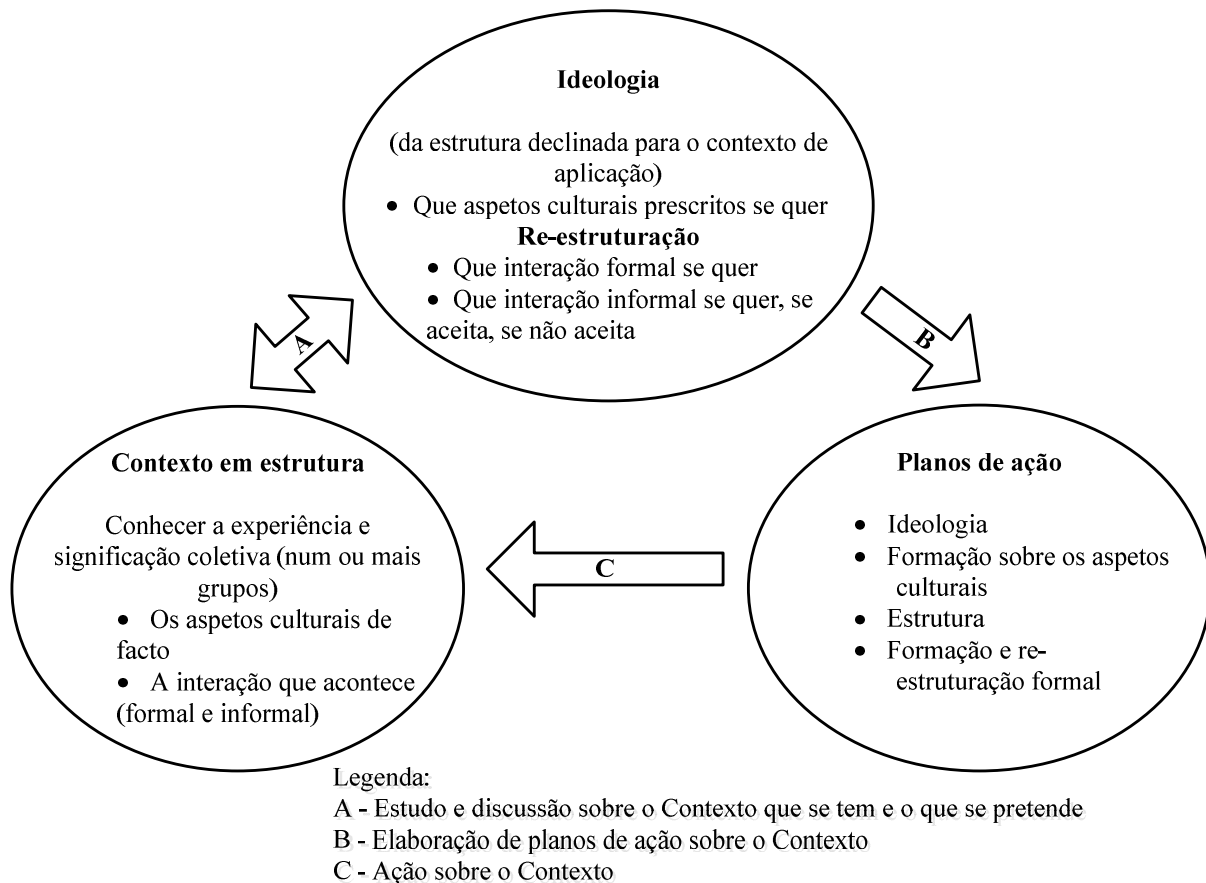 Ideologia
(da estrutura declinada para o contexto de
aplicação)
• Que aspetos culturais prescritos se quer
Re-estruturação
• Que interação formal se quer
• Que interação informal se quer, se
aceita, se não aceita
A
B
Contexto em estrutura
Conhecer a experiência e
significação coletiva (num ou mais
grupos)
• Os aspetos culturais de
facto
• A interação que acontece
(formal e informal)
C
Planos de ação
• Ideologia
• Formação sobre os aspetos
culturais
• Estrutura
• Formação e re-
estruturação formal
Legenda:
A - Estudo e discussão sobre o Contexto que se tem e o que se pretende
B - Elaboração de planos de ação sobre o Contexto
C - Ação sobre o Contexto